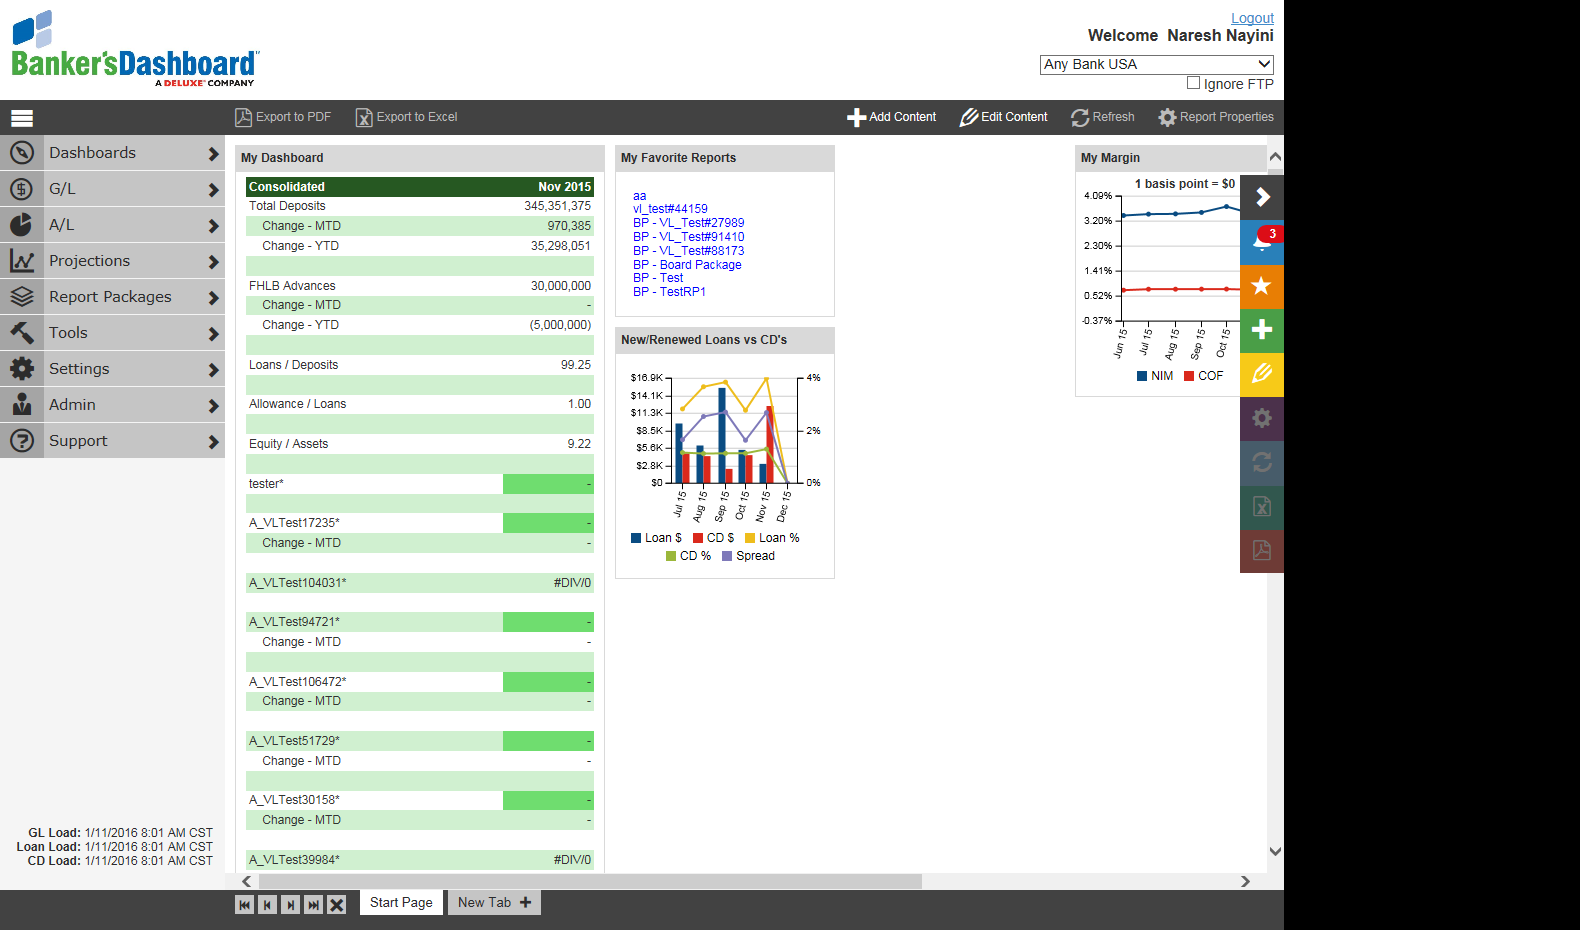 Logout
Welcome Naresh Nayini
Banker'sDashboard
A DELUXE COMPANY
Any Bank USA
Ignore FTP
Export to PDF
Export to Excel
Add Content
Edit Content
Refresh
Report Properties
Dashboards
G/L
A/L
Projections
Report Packages
Tools
Settings
Admin
Support
GL Load: 1/11/2016 8:01 AM CST
Loan Load: 1/11/2016 8:01 AM CST
CD Load: 1/11/2016 8:01 AM CST
My Dashboard
Consolidated Nov 2015
Total Deposits 345,351,375
Change - MTD 970,385
Change - YTD 35,298,051
FHLB Advances 30,000,000
Change - MTD -
Change - YTD (5,000,000)
Loans / Deposits 99.25
Allowance / Loans 1.00
Equity / Assets 9.22
tester* -
A_VLTest17235* -
Change - MTD -
A_VLTest104031* #DIV/0
A_VLTest94721* -
Change - MTD -
A_VLTest106472* -
Change - MTD -
A_VLTest51729* -
Change - MTD -
A_VLTest30158* -
Change - MTD -
A_VLTest39984* #DIV/0
My Favorite Reports
aa
vl_test#44159
BP - VL_Test#27989
BP - VL_Test#91410
BP - VL_Test#88173
BP - Board Package
BP - Test
BP - TestRP1
New/Renewed Loans vs CD's
$16.9K 4%
$14.1K
$11.3K
$8.5K 2%
$5.6K
$2.8K
$0 0%
Jul 15 Aug 15 Sep 15 Oct 15 Nov 15 Dec 15
Loan $ CD $ Loan %
CD % Spread
My Margin
1 basis point = $0
4.09%
3.20%
2.30%
1.41%
0.52%
-0.37%
Jun 15 Jul 15 Aug 15 Sep 15 Oct 15
NIM COF
3
Start Page
New Tab